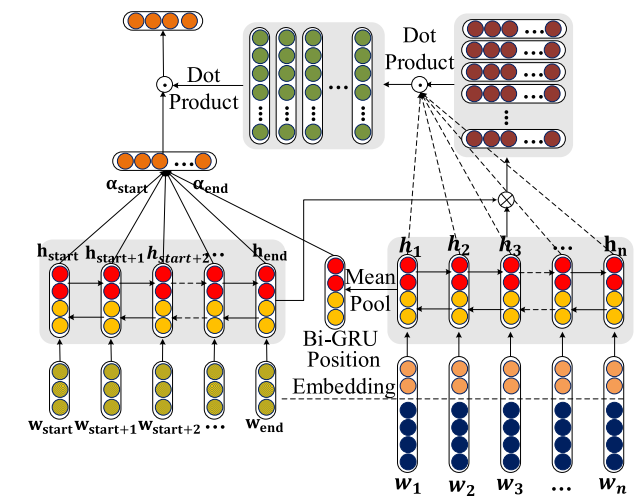 Dot
Product
Dot
Product
α_start
α_end
...
h_start
h_start+1
h_start+2
..
h_end
h_1
h_2
h_3
...
h_n
Mean
Pool
Bi-GRU
Position
Embedding
w_start
w_start+1
w_start+2
...
w_end
w_1
w_2
w_3
...
w_n